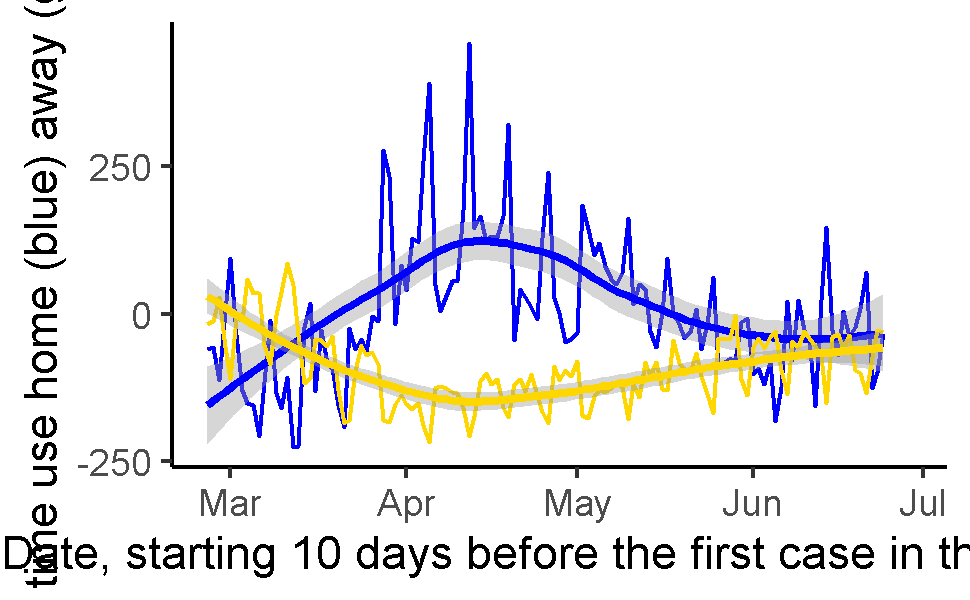 time use home (blue) away (
250
0
-250
Mar Apr May Jun Jul
Date, starting 10 days before the first case in th